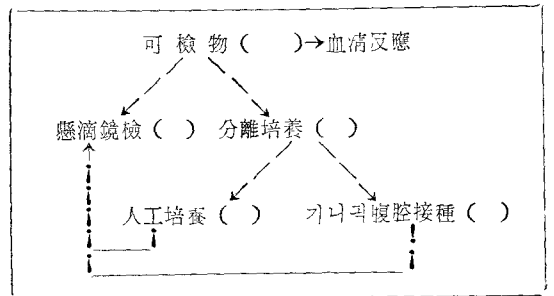 可檢物(  )→血清反應
懸滴鏡檢(  ) 分離培養(  )
人工培養(  ) 기니픽腹腔接種(  )